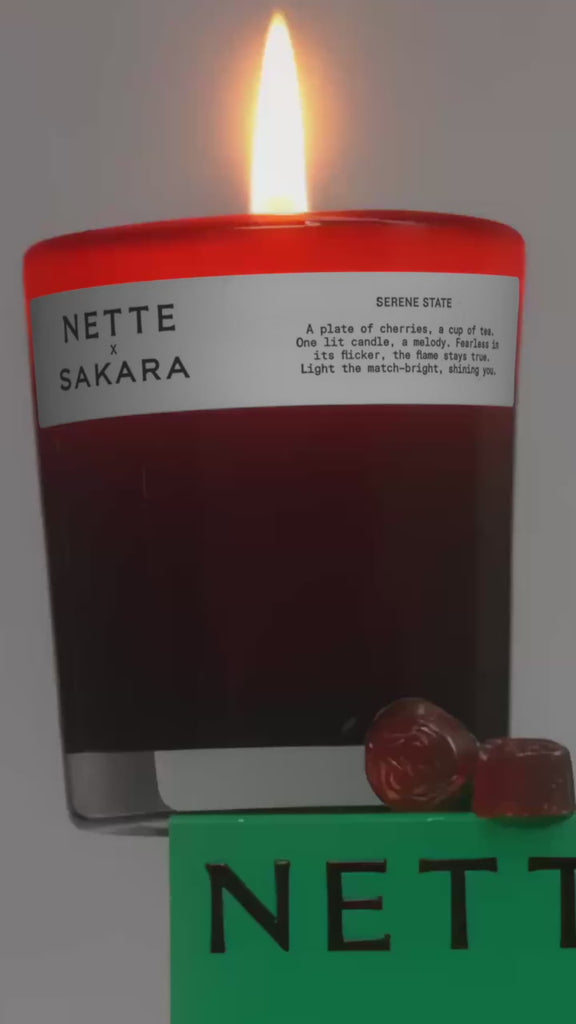 NETTE
X
SAKARA
SERENE STATE
A plate of cherries, a cup of tea.
One lit candle, a melody. Fearless in
its flicker, the flame stays true.
Light the match-bright, shining you.
NETT